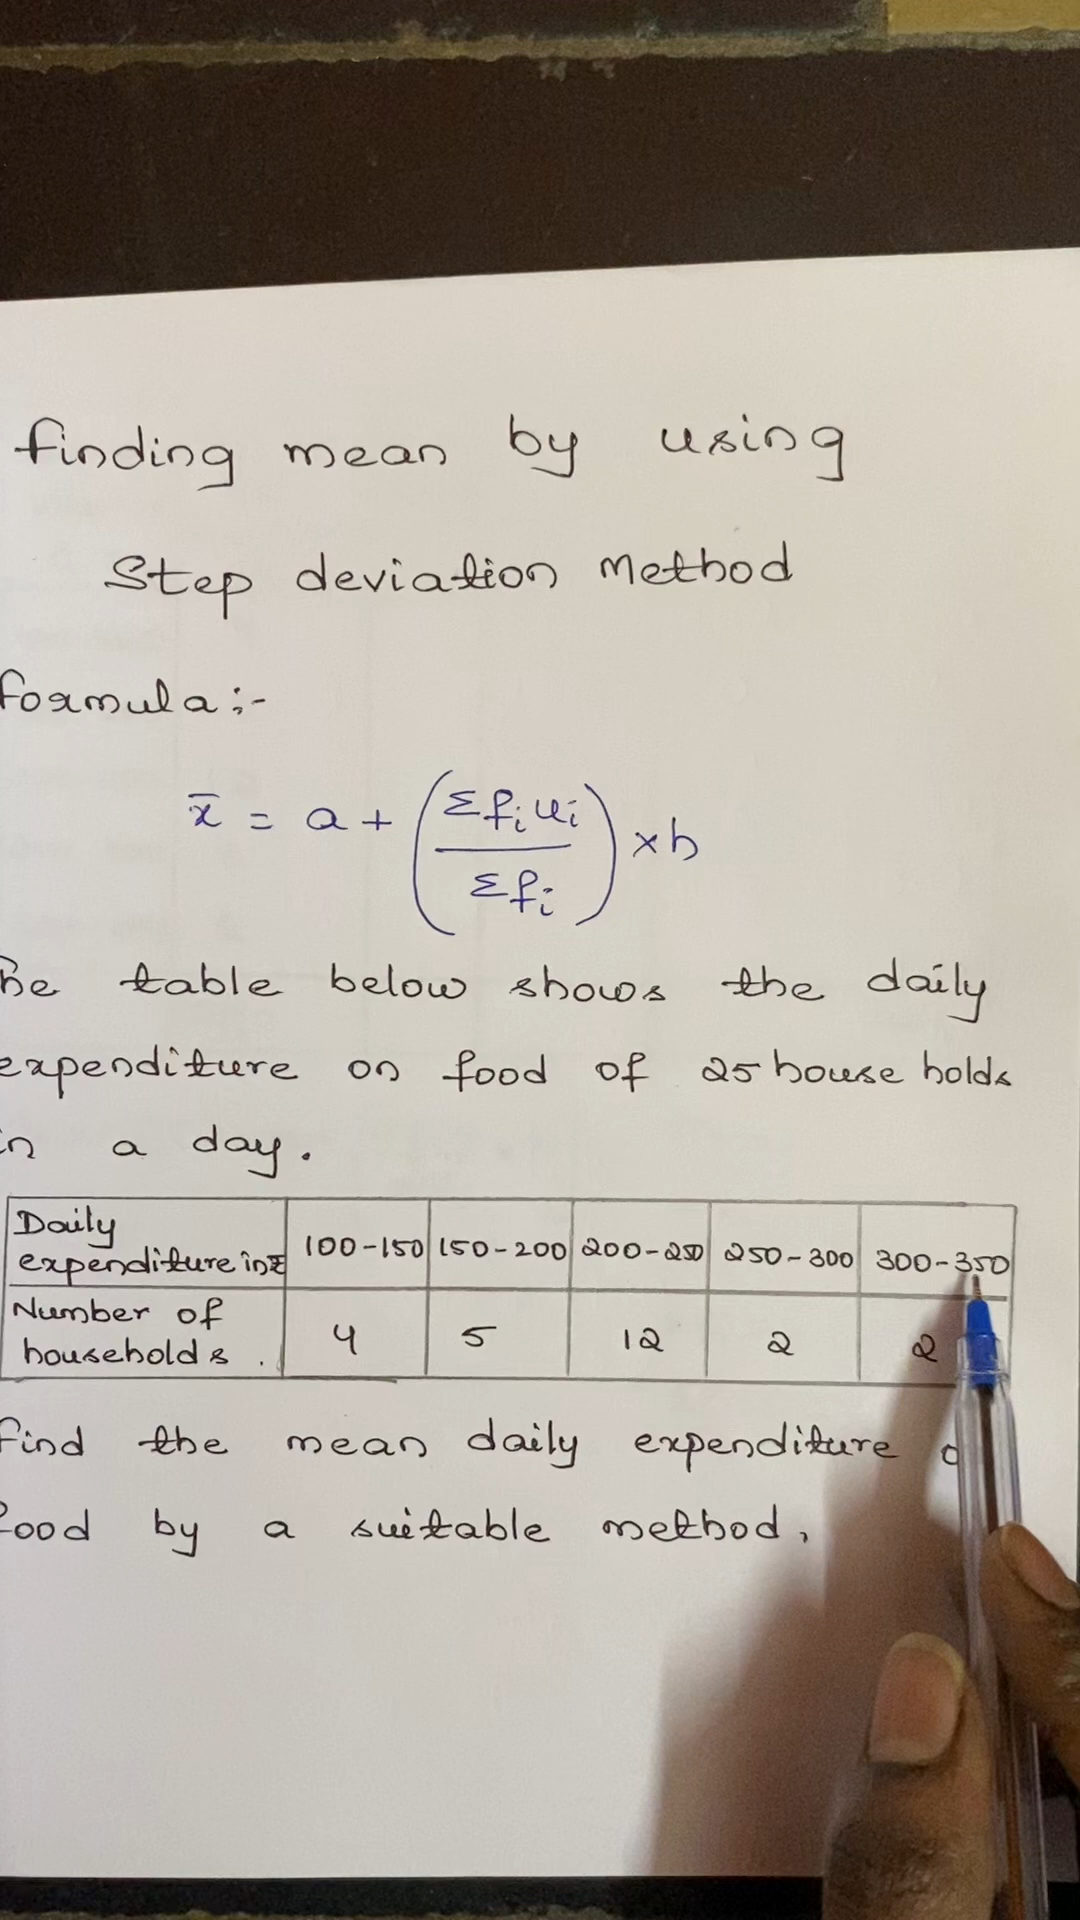 finding mean by using
Step deviation Method
formula:-
x̄ = a + (Σfᵢuᵢ / Σfᵢ) × h
he table below shows the daily
expenditure on food of 25 house holds
in a day.
Daily expenditure in ₹ 100-150 150-200 200-250 250-300 300-350
Number of households. 4 5 12 2 2
find the mean daily expenditure
food by a suitable method,